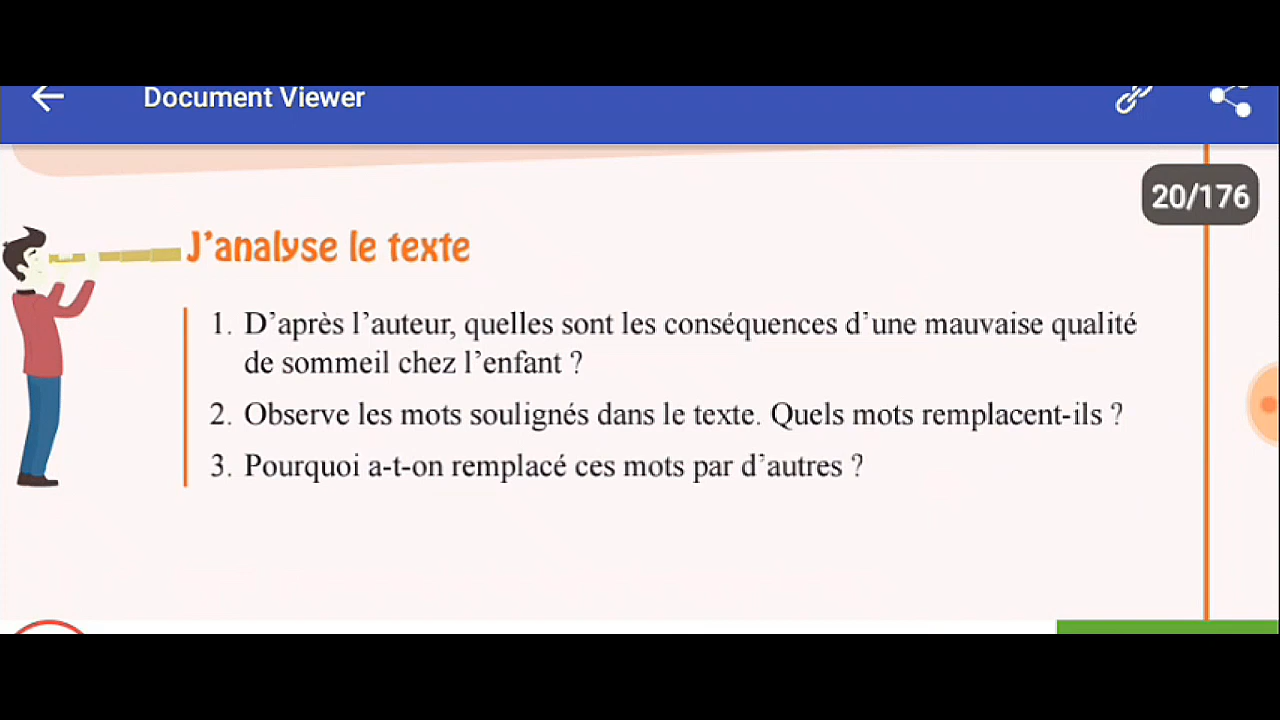 Document Viewer
20/176
J'analyse le texte
1. D'après l'auteur, quelles sont les conséquences d'une mauvaise qualité
de sommeil chez l'enfant ?
2. Observe les mots soulignés dans le texte. Quels mots remplacent-ils ?
3. Pourquoi a-t-on remplacé ces mots par d'autres ?